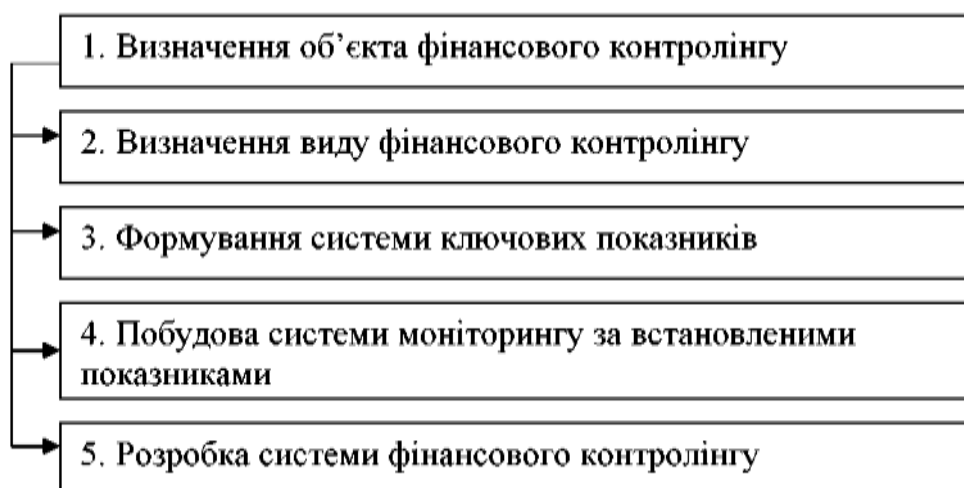 1. Визначення об’єкта фінансового контролінгу
2. Визначення виду фінансового контролінгу
3. Формування системи ключових показників
4. Побудова системи моніторингу за встановленими
показниками
5. Розробка системи фінансового контролінгу